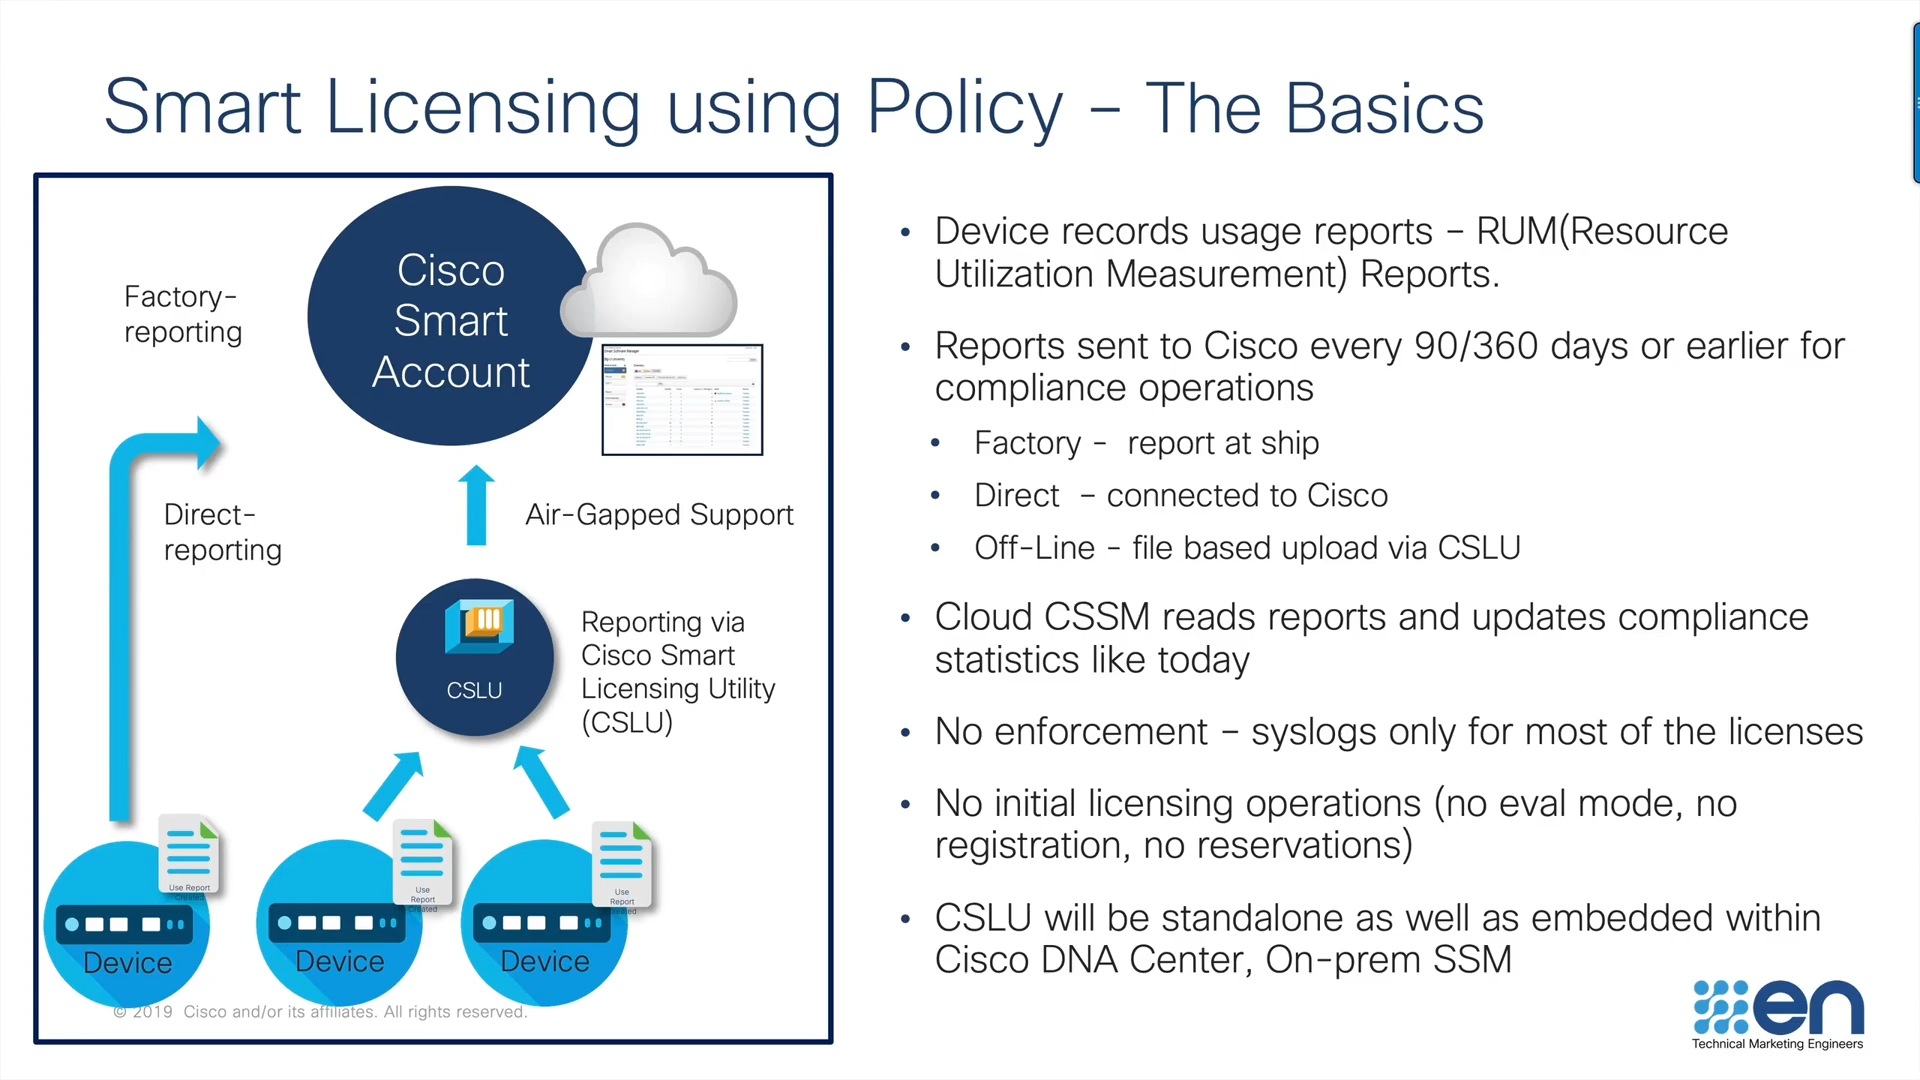 Smart Licensing using Policy – The Basics
Factory-
reporting
Cisco
Smart
Account
Direct-
reporting
Air-Gapped Support
CSLU
Reporting via
Cisco Smart
Licensing Utility
(CSLU)
Use Report
Created
Device
Use
Report
Created
Device
Use
Report
Created
Device
© 2019 Cisco and/or its affiliates. All rights reserved.
• Device records usage reports – RUM(Resource
Utilization Measurement) Reports.
• Reports sent to Cisco every 90/360 days or earlier for
compliance operations
• Factory - report at ship
• Direct – connected to Cisco
• Off-Line - file based upload via CSLU
• Cloud CSSM reads reports and updates compliance
statistics like today
• No enforcement – syslogs only for most of the licenses
• No initial licensing operations (no eval mode, no
registration, no reservations)
• CSLU will be standalone as well as embedded within
Cisco DNA Center, On-prem SSM
en
Technical Marketing Engineers